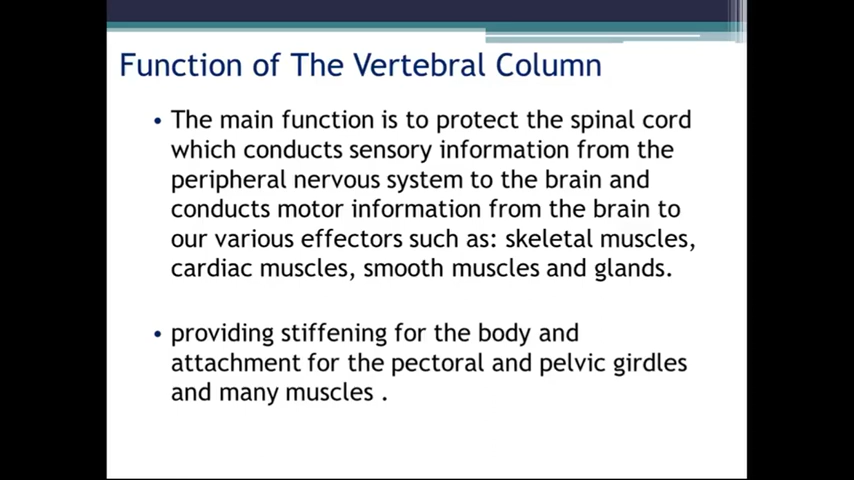 Function of The Vertebral Column
• The main function is to protect the spinal cord
which conducts sensory information from the
peripheral nervous system to the brain and
conducts motor information from the brain to
our various effectors such as: skeletal muscles,
cardiac muscles, smooth muscles and glands.
• providing stiffening for the body and
attachment for the pectoral and pelvic girdles
and many muscles .